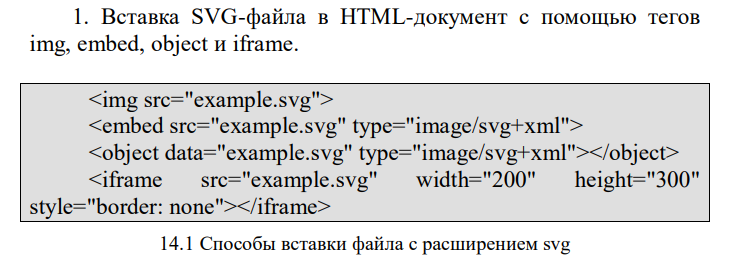 1. Вставка SVG-файла в HTML-документ с помощью тегов
img, embed, object и iframe.
<img src="example.svg">
<embed src="example.svg" type="image/svg+xml">
<object data="example.svg" type="image/svg+xml"></object>
<iframe src="example.svg" width="200" height="300"
style="border: none"></iframe>
14.1 Способы вставки файла с расширением svg